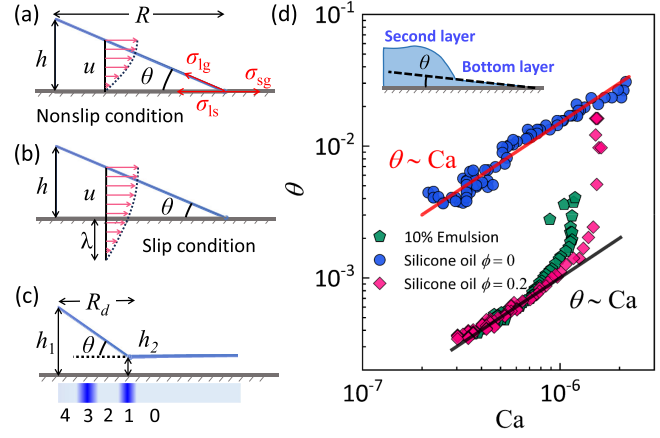 (a)
R
h
u
θ
σlg
σsg
σls
Nonslip condition
(b)
h
u
θ
λ
Slip condition
(c)
Rd
h1
θ
h2
4 3 2 1 0
(d)
10-1
10-2
10-3
θ
Second layer
θ
Bottom layer
θ ~ Ca
10% Emulsion
Silicone oil ϕ = 0
Silicone oil ϕ = 0.2
θ ~ Ca
10-7
10-6
Ca